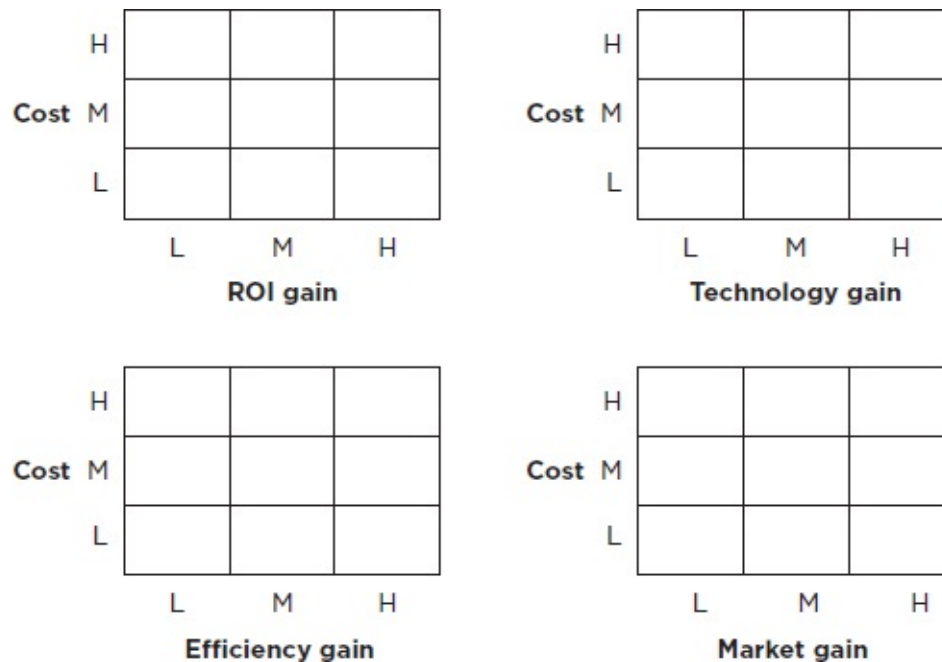 H H
Cost M Cost M
L L
L M H L M H
ROI gain Technology gain
H H
Cost M Cost M
L L
L M H L M H
Efficiency gain Market gain